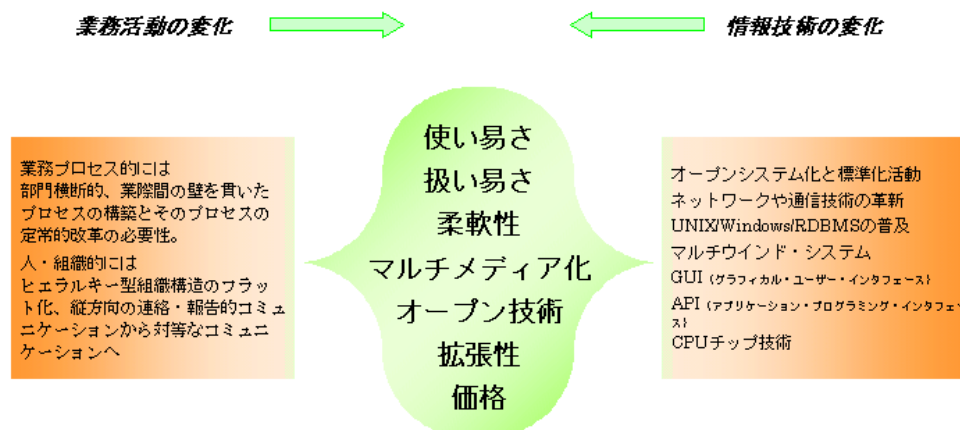 業務活動の変化
情報技術の変化
業務プロセス的には
部門横断的、業際間の壁を貫いた
プロセスの構築とそのプロセスの
定常的改革の必要性。
人・組織的には
ヒエラルキー型組織構造のフラッ
ト化、縦方向の連絡・報告的コミュ
ニケーションから対等なコミュニ
ケーションへ
使い易さ
扱い易さ
柔軟性
マルチメディア化
オープン技術
拡張性
価格
オープンシステム化と標準化活動
ネットワークや通信技術の革新
UNIX/Windows/RDBMSの普及
マルチウインド・システム
GUI（グラフィカル・ユーザー・インタフェース）
API（アプリケーション・プログラミング・インタフェー
ス）
CPUチップ技術